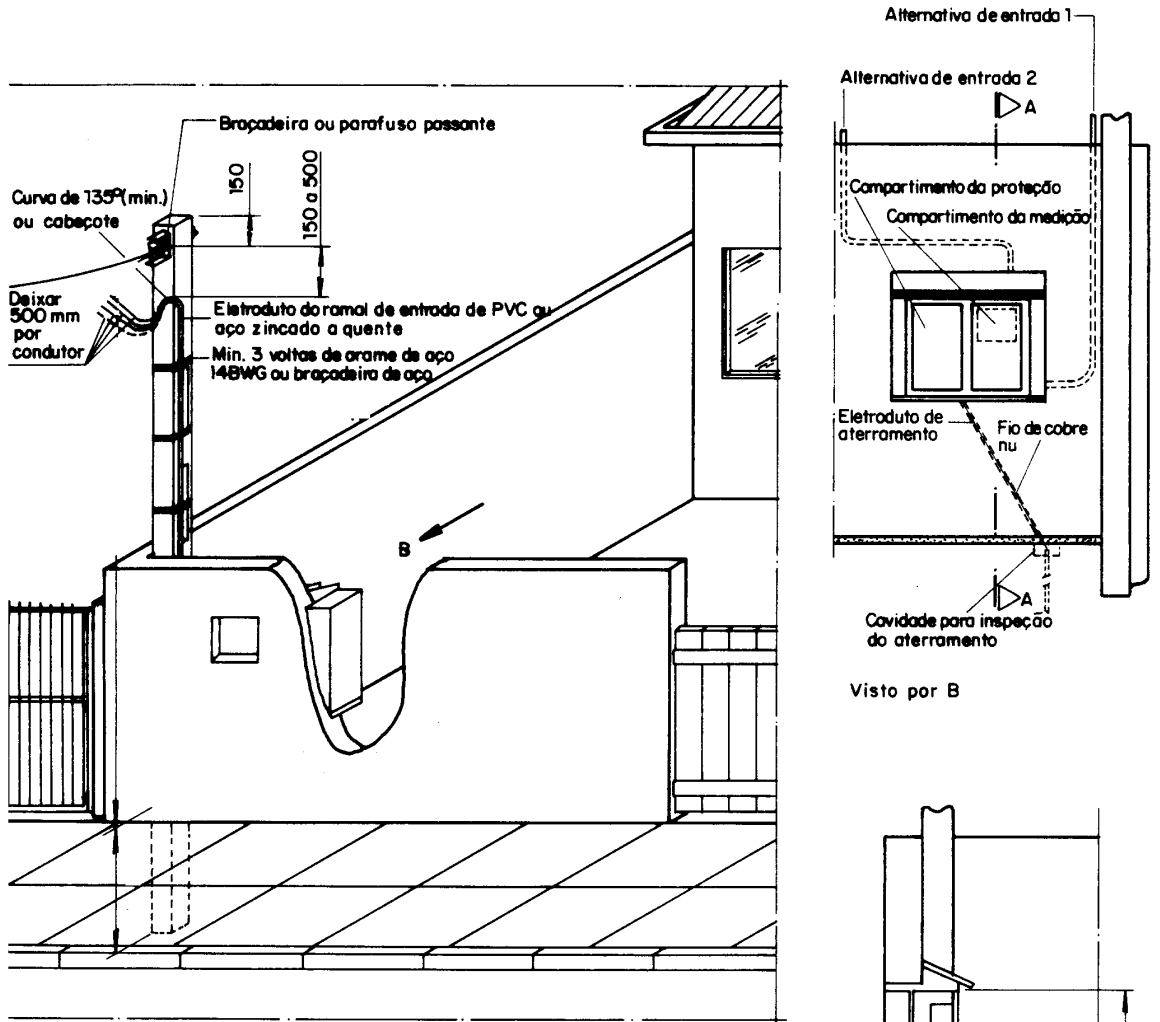 Alternativa de entrada 1
Alternativa de entrada 2
A
Braçadeira ou parafuso passante
150
150 a 500
Curva de 135º(min.)
ou cabeçote
Compartimento da proteção
Compartimento da medição
Deixar
500 mm
por
condutor
Eletroduto do ramal de entrada de PVC ou
aço zincado a quente
Min. 3 voltas de arame de aço
14BWG ou braçadeira de aço
Eletroduto de
aterramento
Fio de cobre
nu
B
A
Cavidade para inspeção
do aterramento
Visto por B